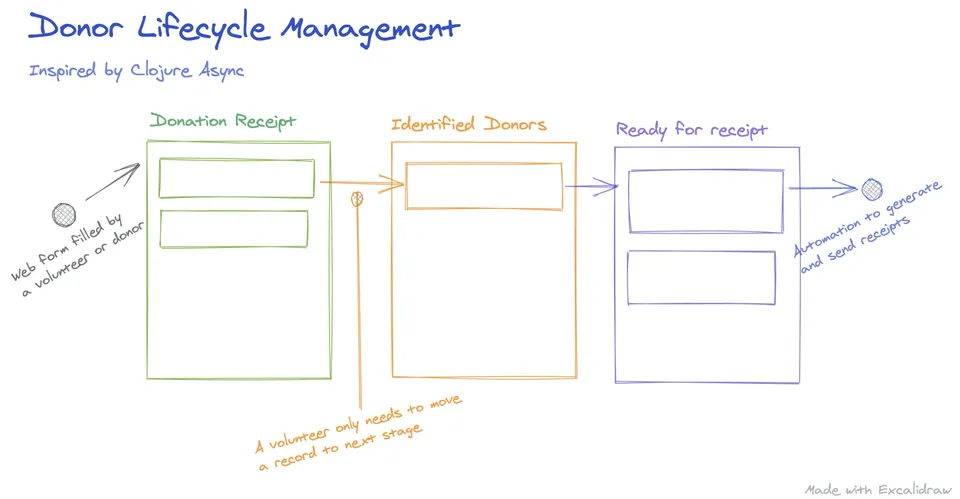 Donor Lifecycle Management
Inspired by Clojure Async
Donation Receipt
Identified Donors
Ready for receipt
Web form filled by
a volunteer or donor
Automation to generate
and send receipts
A volunteer only needs to move
a record to next stage
Made with Excalidraw